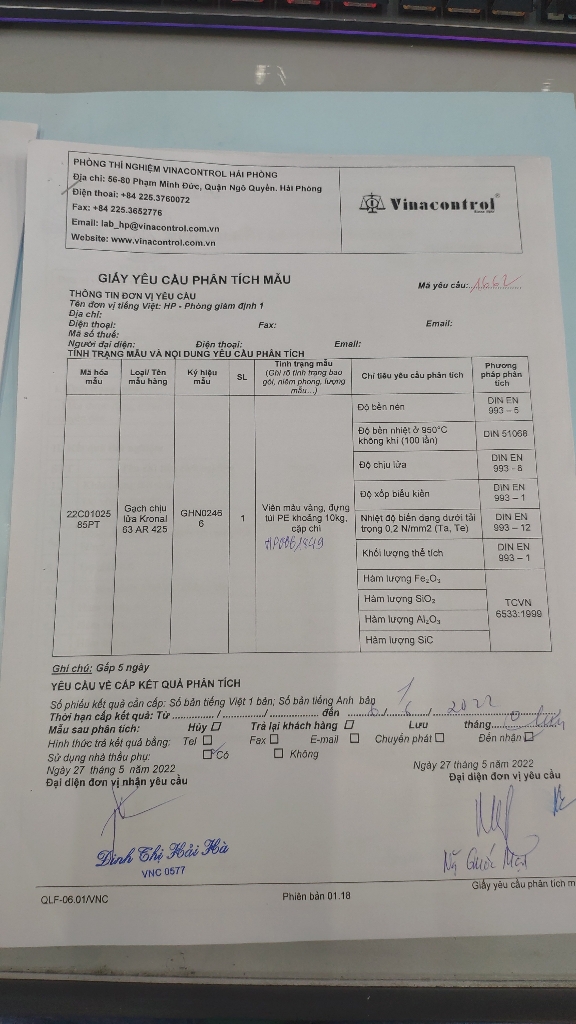 PHÒNG THÍ NGHIỆM VINACONTROL HẢI PHÒNG
Địa chỉ: 56-80 Phạm Minh Đức, Quận Ngô Quyền. Hải Phòng
Điện thoại: +84 225.3760072
Fax: +84 225.3652776
Email: lab_hp@vinacontrol.com.vn
Website: www.vinacontrol.com.vn
Vinacontrol®
GIẤY YÊU CẦU PHÂN TÍCH MẪU
Mã yêu cầu: 1662
THÔNG TIN ĐƠN VỊ YÊU CẦU
Tên đơn vị tiếng Việt: HP - Phòng giám định 1
Địa chỉ:
Điện thoại: Fax: Email:
Mã số thuế:
Người đại diện: Điện thoại: Email:
TÌNH TRẠNG MẪU VÀ NỘI DUNG YÊU CẦU PHÂN TÍCH
Mã hóa mẫu
Loại/ Tên mẫu hàng
Ký hiệu mẫu
SL
Tình trạng mẫu
(Ghi rõ tình trạng bao gói, niêm phong, lượng mẫu...)
Chỉ tiêu yêu cầu phân tích
Phương pháp phân tích
22C01025
85PT
Gạch chịu
lửa Kronal
63 AR 425
GHN0246
6
1
Viên màu vàng, đựng
túi PE khoảng 10kg,
cặp chì
Độ bền nén
DIN EN
993 – 5
Độ bền nhiệt ở 950°C
không khí (100 lần)
DIN 51068
Độ chịu lửa
DIN EN
Độ xốp biểu kiến
DIN EN
993 – 1
Nhiệt độ biến dạng dưới tải
trọng 0,2 N/mm2 (Ta, Te)
DIN EN
993 – 12
Khối lượng thể tích
DIN EN
993 – 1
Hàm lượng Fe₂O₃
Hàm lượng SiO₂
Hàm lượng Al₂O₃
Hàm lượng SiC
TCVN
6533:1999
Ghi chú: Gấp 5 ngày
YÊU CẦU VỀ CẤP KẾT QUẢ PHÂN TÍCH
Số phiếu kết quả cần cấp: Số bản tiếng Việt 1 bản; Số bản tiếng Anh bản 1
Thời hạn cấp kết quả: Từ ............ / ............ / ............ đến 6 / 2022
Mẫu sau phân tích: Hủy Trả lại khách hàng Lưu tháng
Hình thức trả kết quả bằng: Tel Fax E-mail Chuyển phát Đến nhận
Sử dụng nhà thầu phụ: Có Không
Ngày 27 tháng 5 năm 2022
Đại diện đơn vị nhận yêu cầu
Ngày 27 tháng 5 năm 2022
Đại diện đơn vị yêu cầu
Đinh Thị Hải Hà
VNC 0577
QLF-06.01/VNC
Phiên bản 01.18
Giấy yêu cầu phân tích m